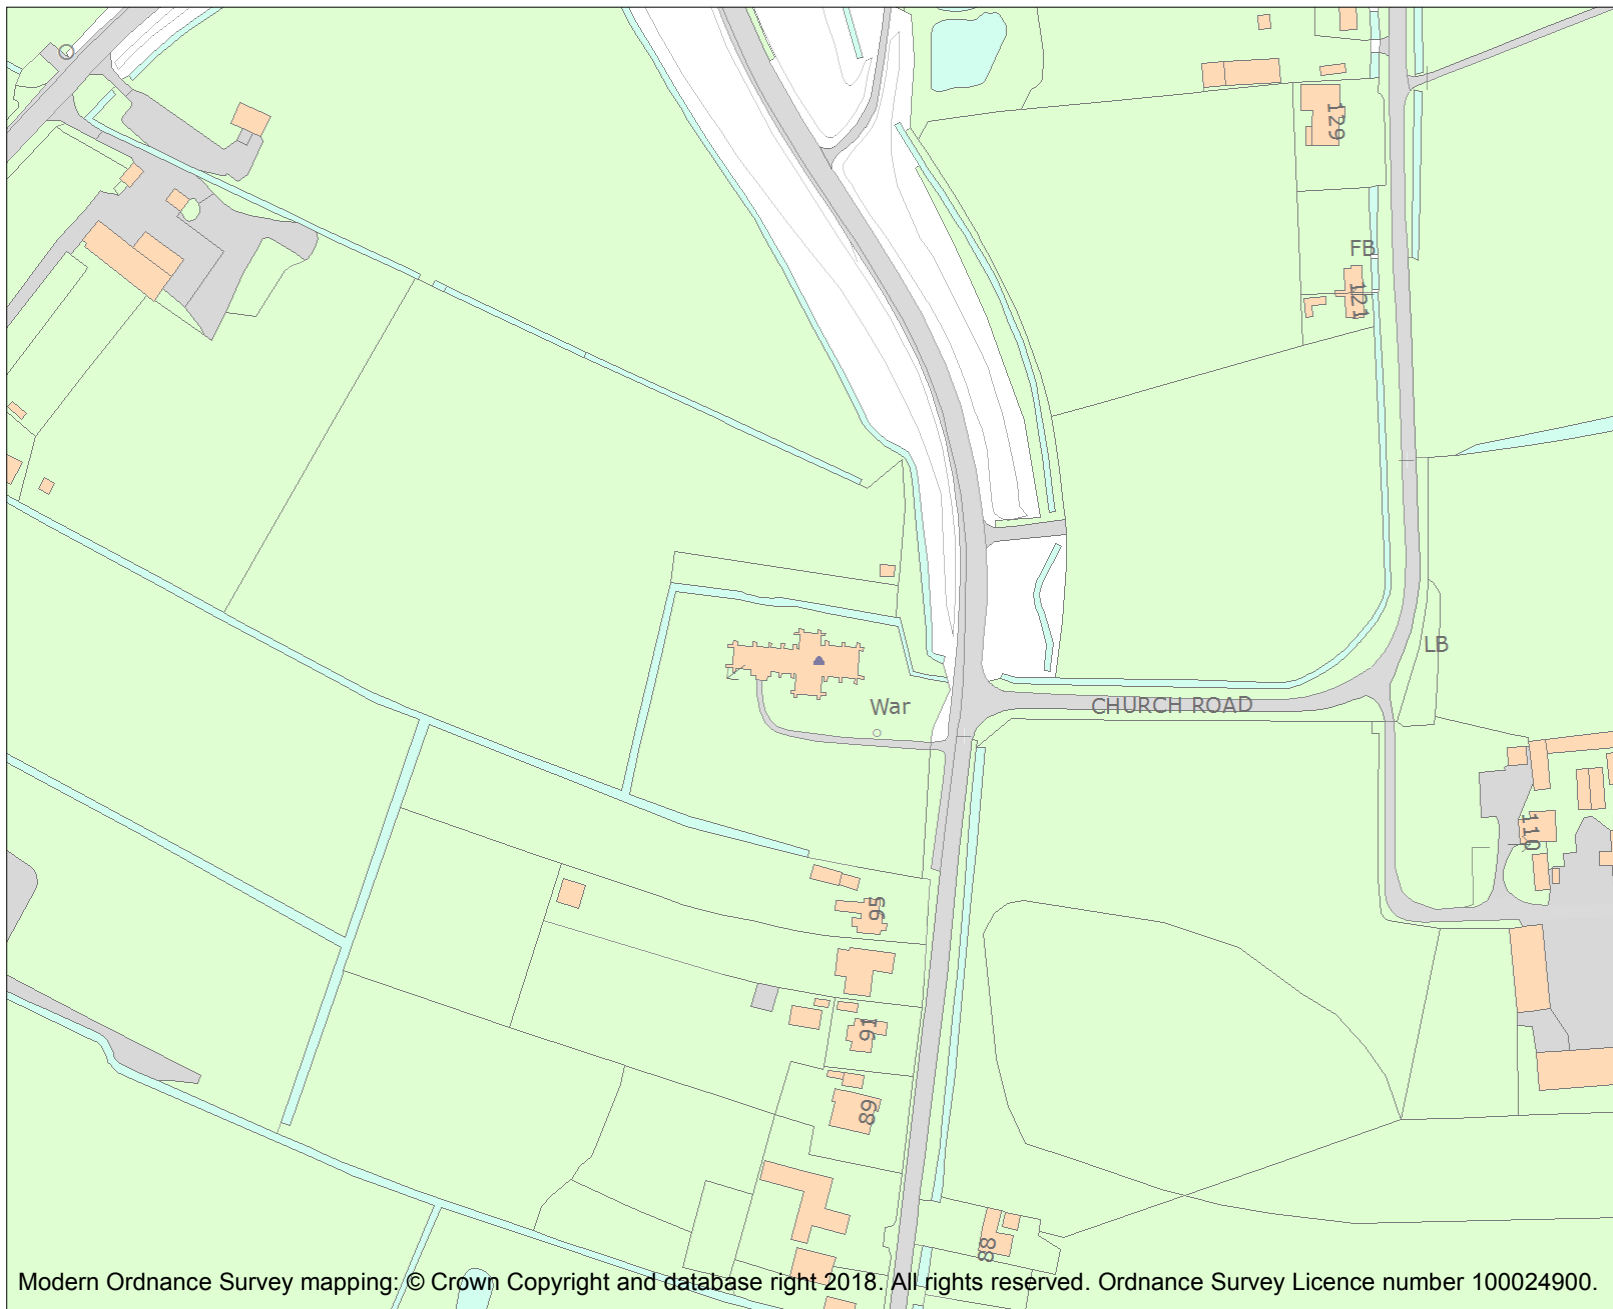 129
FB
121
LB
War
CHURCH ROAD
110
95
91
89
88
Modern Ordnance Survey mapping: © Crown Copyright and database right 2018. All rights reserved. Ordnance Survey Licence number 100024900.